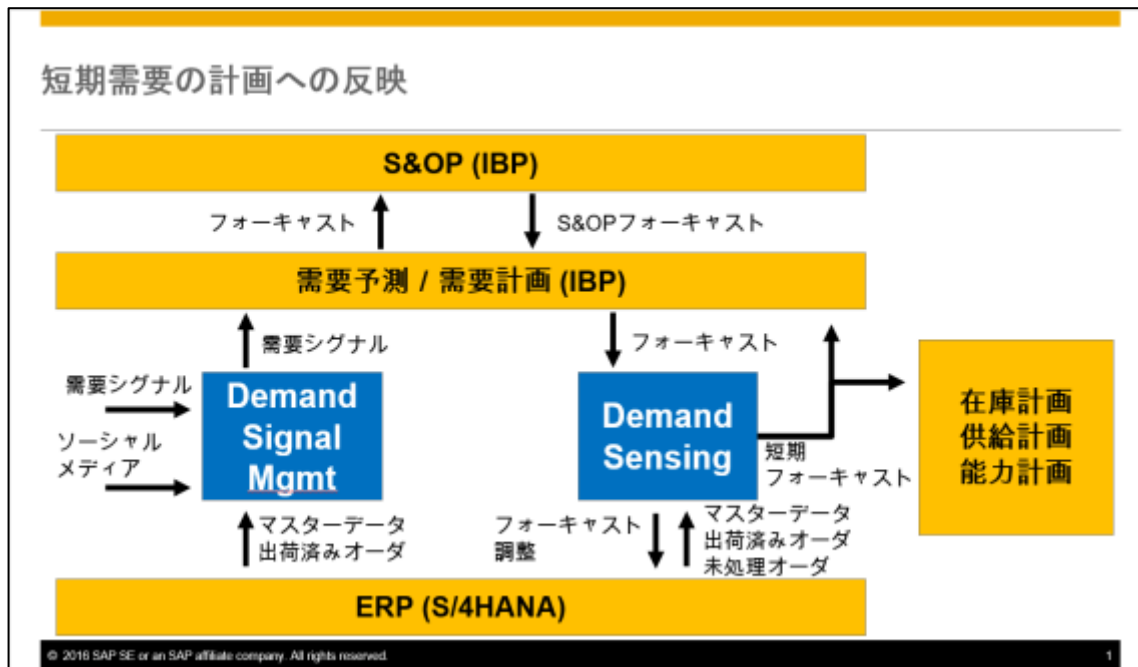 短期需要の計画への反映
S&OP (IBP)
フォーキャスト
S&OPフォーキャスト
需要予測 / 需要計画 (IBP)
需要シグナル
フォーキャスト
需要シグナル
ソーシャル
メディア
Demand
Signal
Mgmt
Demand
Sensing
短期
フォーキャスト
在庫計画
供給計画
能力計画
マスターデータ
出荷済みオーダ
フォーキャスト
調整
マスターデータ
出荷済みオーダ
未処理オーダ
ERP (S/4HANA)
© 2016 SAP SE or an SAP affiliate company. All rights reserved.
1